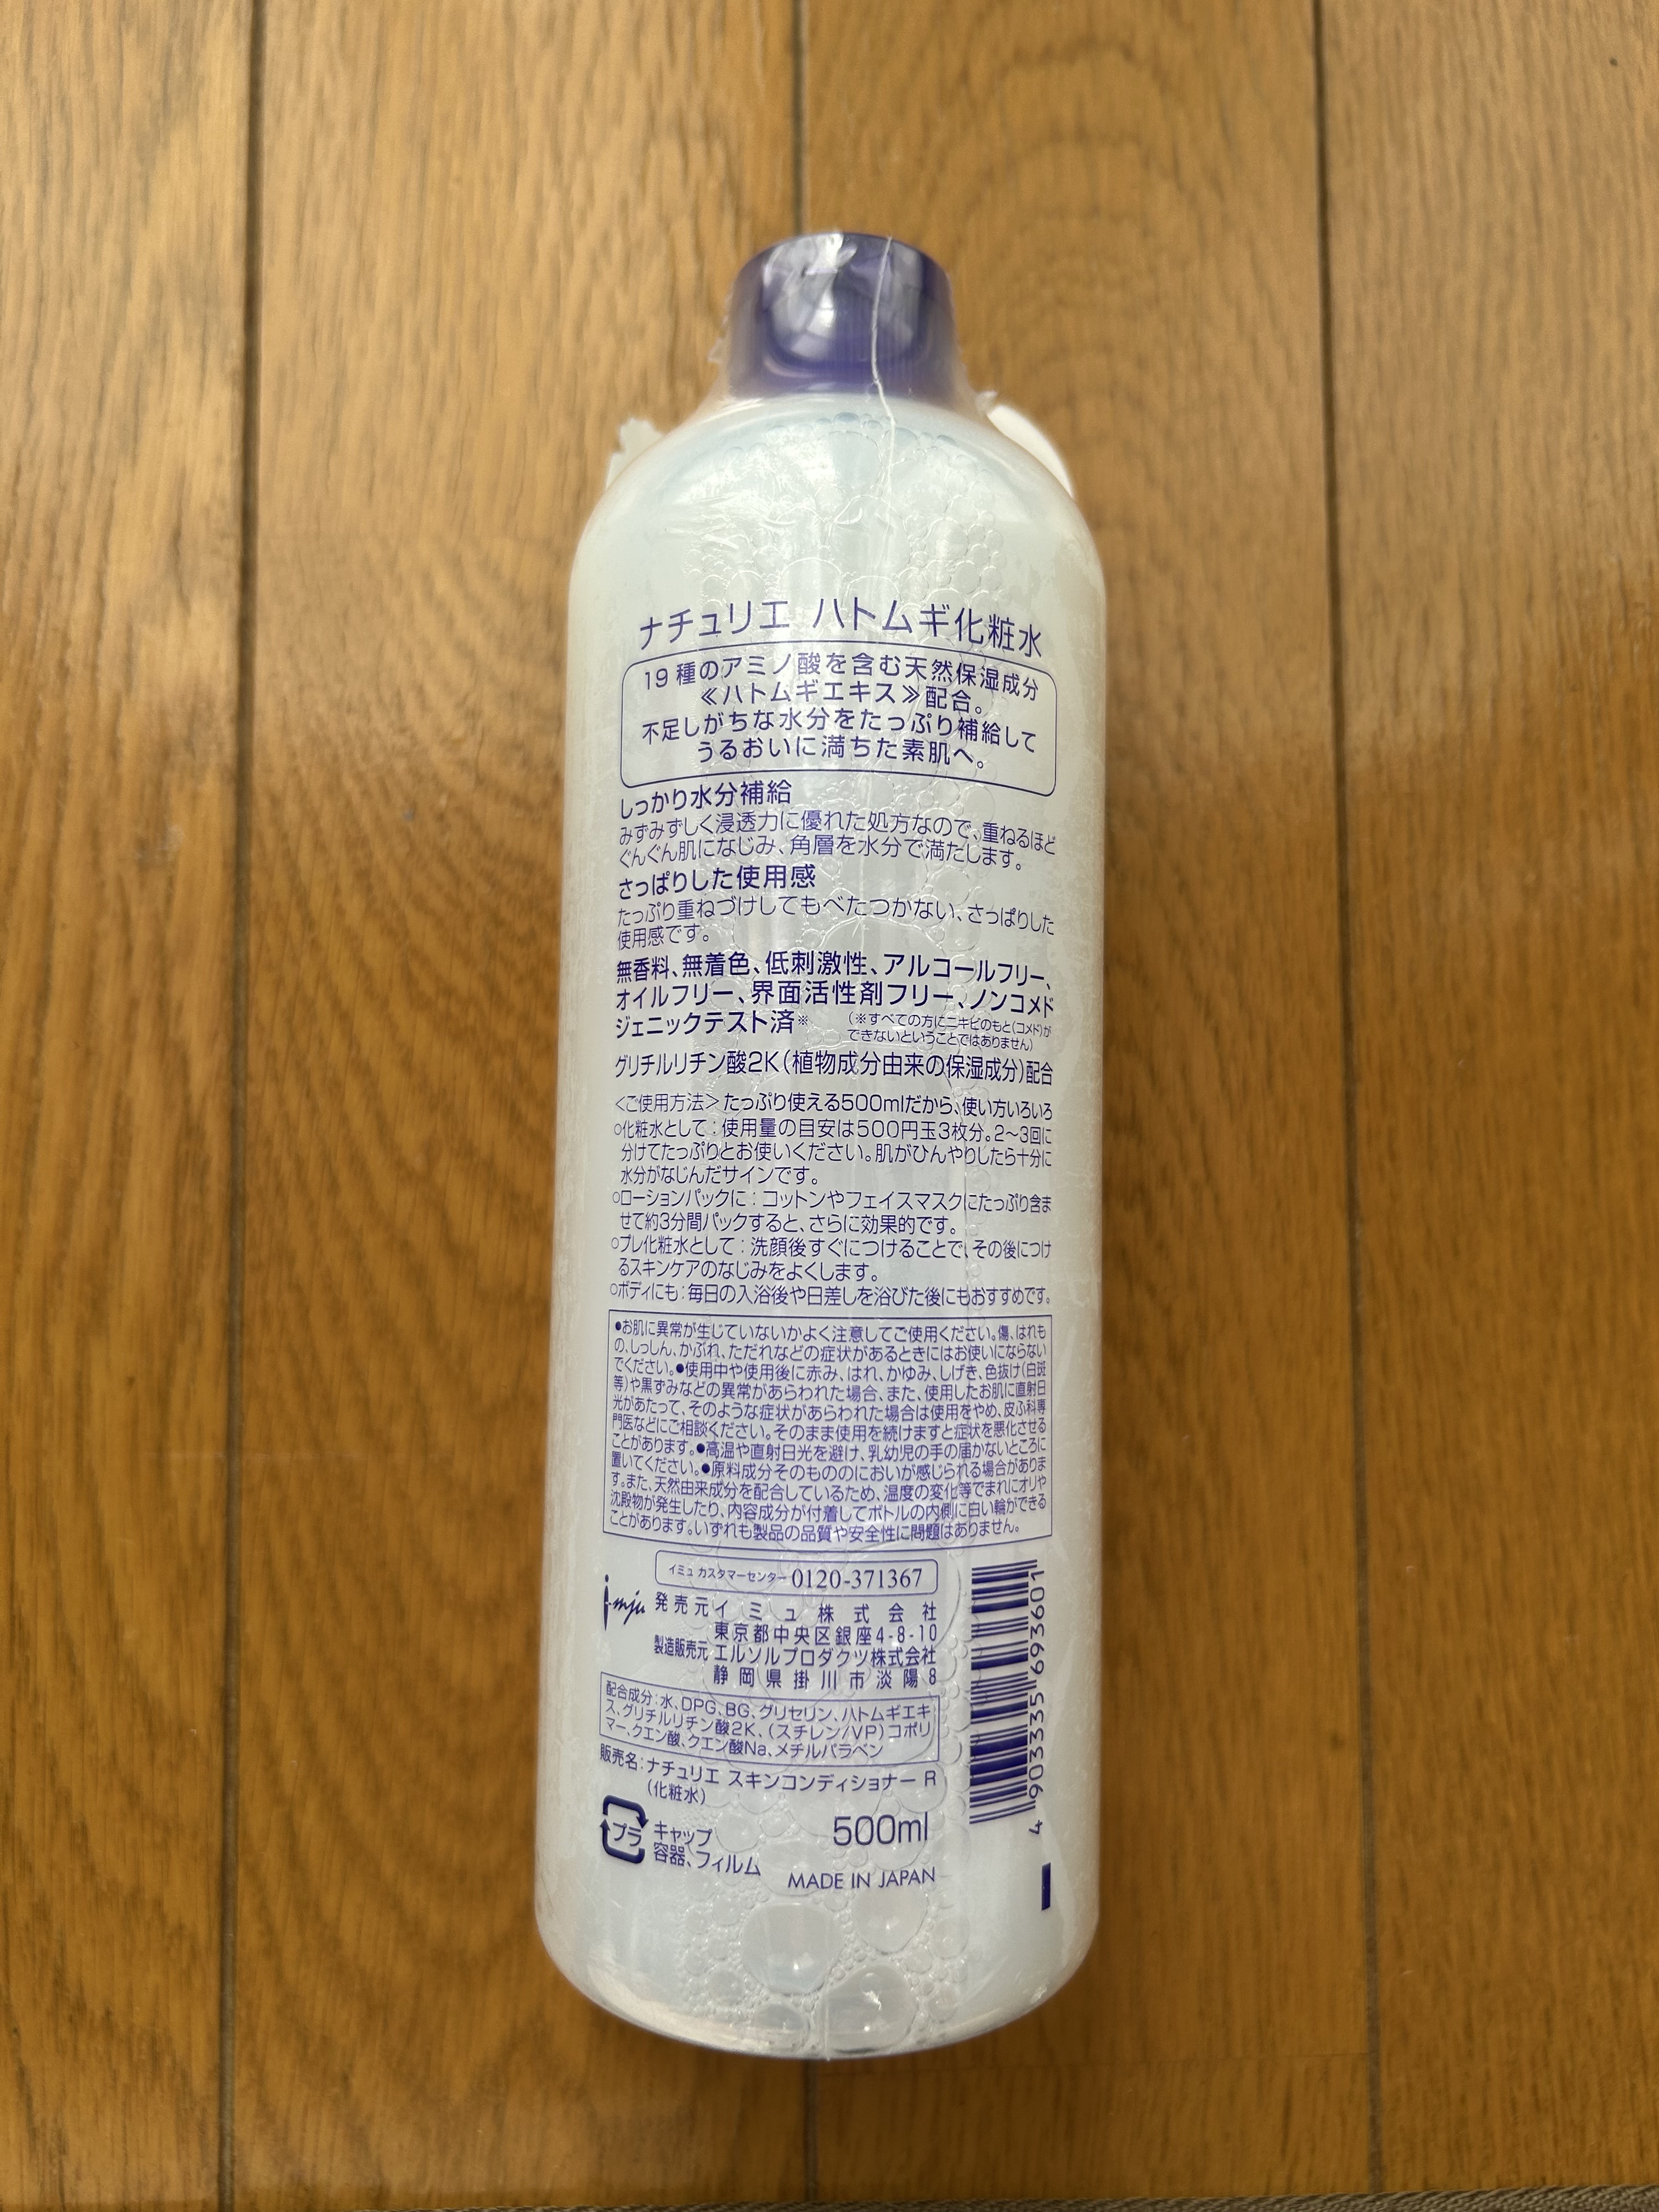 ナチュリエ ハトムギ化粧水
19種のアミノ酸を含む天然保湿成分
≪ハトムギエキス≫配合。
不足しがちな水分をたっぷり補給して
うるおいに満ちた素肌へ。
しっかり水分補給
みずみずしく浸透力に優れた処方なので、重ねるほど
ぐんぐん肌になじみ、角層を水分で満たします。
さっぱりした使用感
たっぷり重ねづけしてもべたつかない、さっぱりした
使用感です。
無香料、無着色、低刺激性、アルコールフリー、
オイルフリー、界面活性剤フリー、ノンコメド
ジェニックテスト済※ (※すべての方にニキビのもと(コメド)が
できないということではありません)
グリチルリチン酸2K(植物成分由来の保湿成分)配合
<ご使用方法>たっぷり使える500mlだから、使い方いろいろ
○化粧水として:使用量の目安は500円玉3枚分。2〜3回に
分けてたっぷりとお使いください。肌がひんやりしたら十分に
水分がなじんだサインです。
○ローションパックに:コットンやフェイスマスクにたっぷり含ま
せて約3分間パックすると、さらに効果的です。
○プレ化粧水として:洗顔後すぐにつけることで、その後につけ
るスキンケアのなじみをよくします。
○ボディにも:毎日の入浴後や日差しを浴びた後にもおすすめです。
●お肌に異常が生じていないかよく注意してご使用ください。傷、はれも
の、しっしん、かぶれ、ただれなどの症状があるときにはお使いにならない
でください。●使用中や使用後に赤み、はれ、かゆみ、しげき、色抜け(白斑
等)や黒ずみなどの異常があらわれた場合、また、使用したお肌に直射日
光があたって、そのような症状があらわれた場合は使用をやめ、皮ふ科専
門医などにご相談ください。そのまま使用を続けますと症状を悪化させる
ことがあります。●高温や直射日光を避け、乳幼児の手の届かないところに
置いてください。●原料成分そのもののにおいが感じられる場合がありま
す。また、天然由来成分を配合しているため、温度の変化等でまれにオリや
沈殿物が発生したり、内容成分が付着してボトルの内側に白い輪ができる
ことがあります。いずれも製品の品質や安全性に問題はありません。
イミュ カスタマーセンター 0120-371367
i-mju 発売元 イミュ株式会社
東京都中央区銀座4-8-10
製造販売元 エルソルプロダクツ株式会社
静岡県掛川市淡陽8
配合成分:水、DPG、BG、グリセリン、ハトムギエキ
ス、グリチルリチン酸2K、(スチレン/VP)コポリ
マー、クエン酸、クエン酸Na、メチルパラベン
販売名:ナチュリエ スキンコンディショナー R
(化粧水)
プラ キャップ
容器、フィルム
500ml
MADE IN JAPAN
4 903335 693601